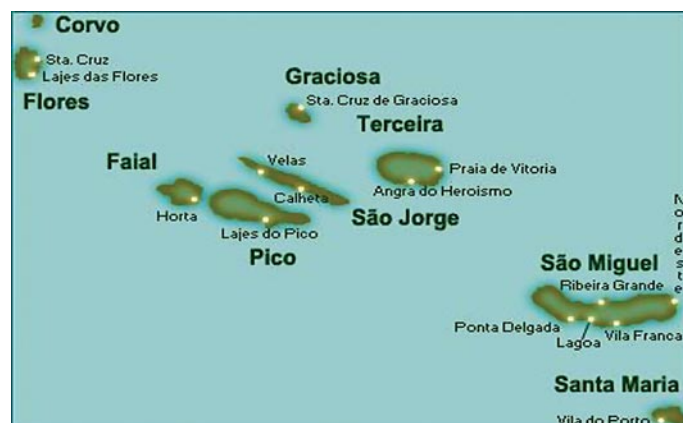 Corvo
Sta. Cruz
Lajes das Flores
Flores
Graciosa
Sta. Cruz de Graciosa
Terceira
Faial
Velas
Praia de Vitoria
Angra do Heroismo
Calheta
Horta
São Jorge
Lajes do Pico
Pico
Nordeste
São Miguel
Ribeira Grande
Ponta Delgada
Lagoa
Vila Franca
Santa Maria
Vila do Porto